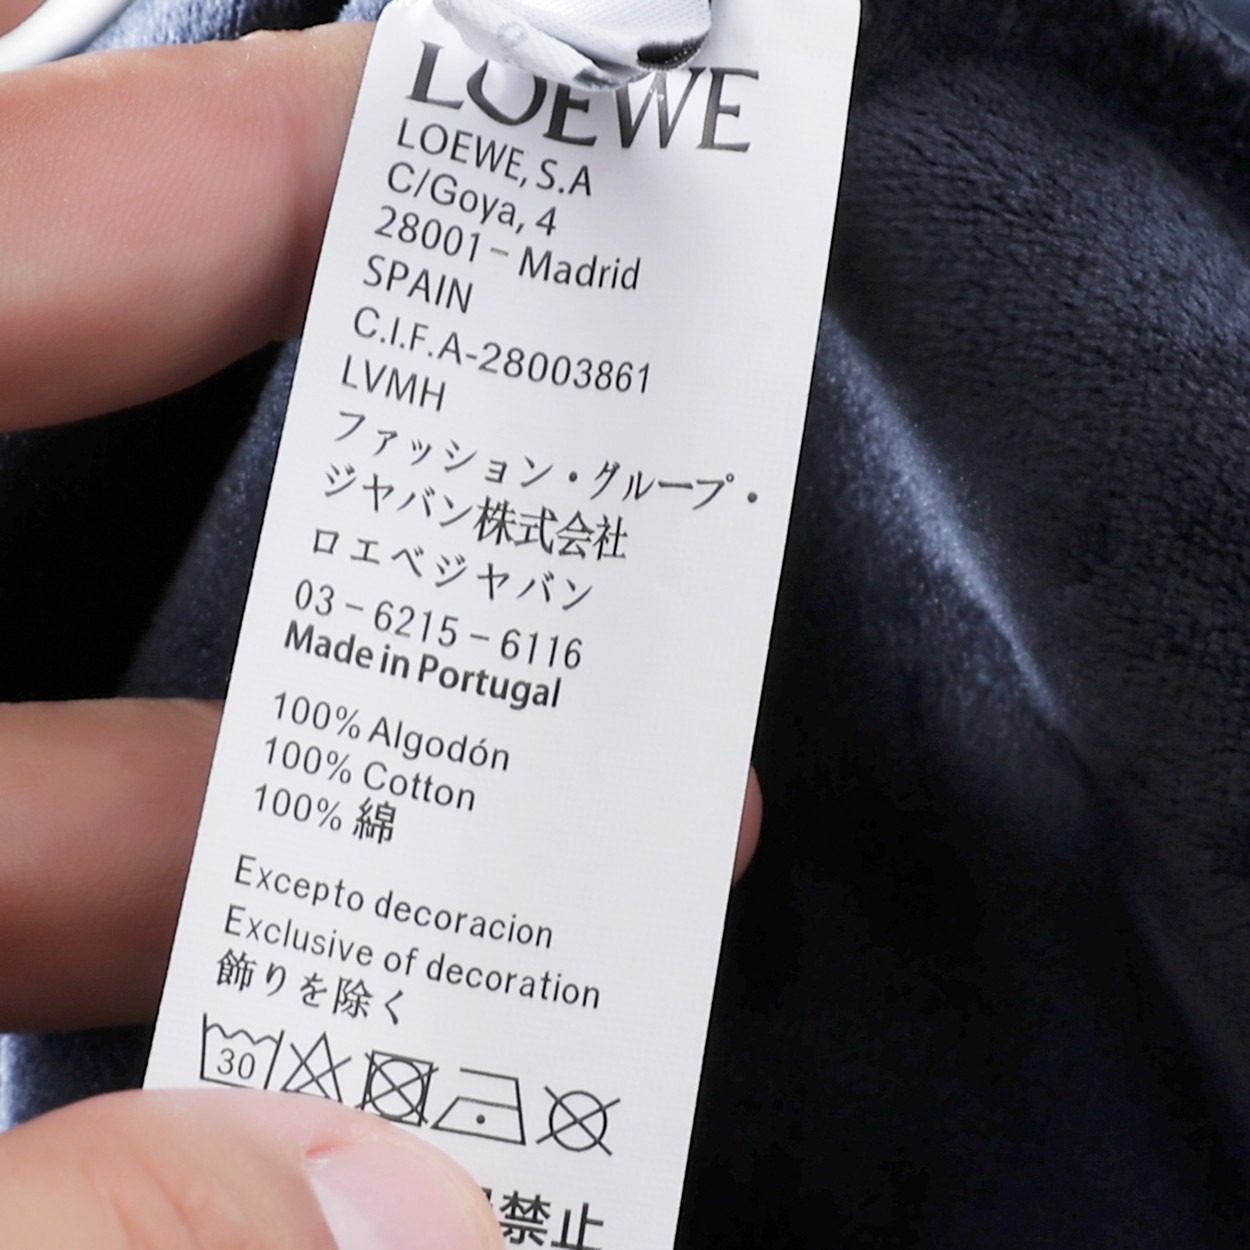 LOEWE
LOEWE, S.A
C/Goya, 4
28001 – Madrid
SPAIN
C.I.F.A-28003861
LVMH
ファッション・グループ・
ジャバン株式会社
ロエベジャバン
03 – 6215 – 6116
Made in Portugal
100% Algodón
100% Cotton
100% 綿
Excepto decoracion
Exclusive of decoration
飾りを除く
30
禁止